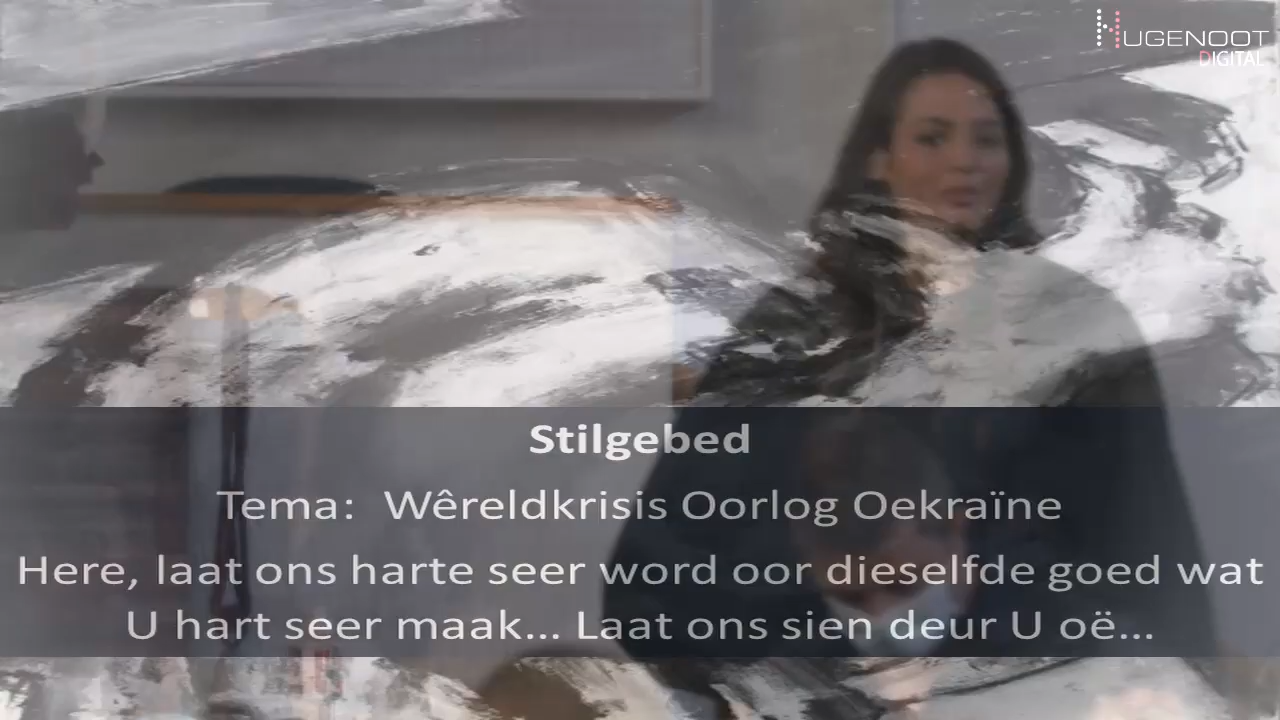 HUGENOOT
DIGITAL
Stilgebed
Tema: Wêreldkrisis Oorlog Oekraïne
Here, laat ons harte seer word oor dieselfde goed wat
U hart seer maak... Laat ons sien deur U oë...